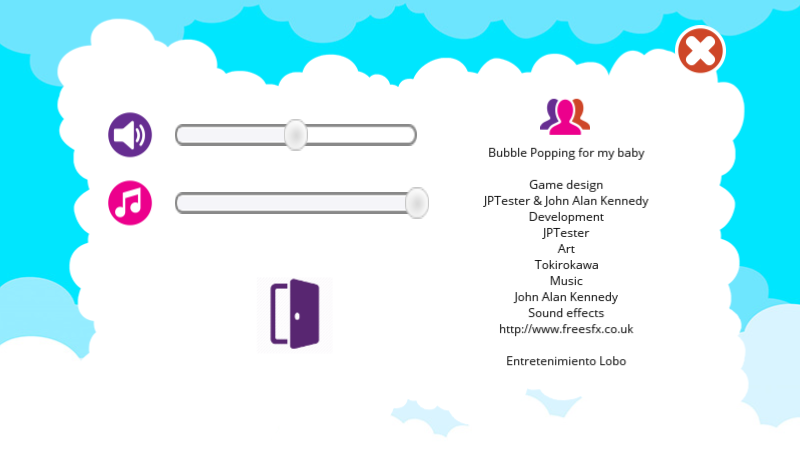 Bubble Popping for my baby
Game design
JPTester & John Alan Kennedy
Development
JPTester
Art
Tokirokawa
Music
John Alan Kennedy
Sound effects
http://www.freesfx.co.uk
Entretenimiento Lobo